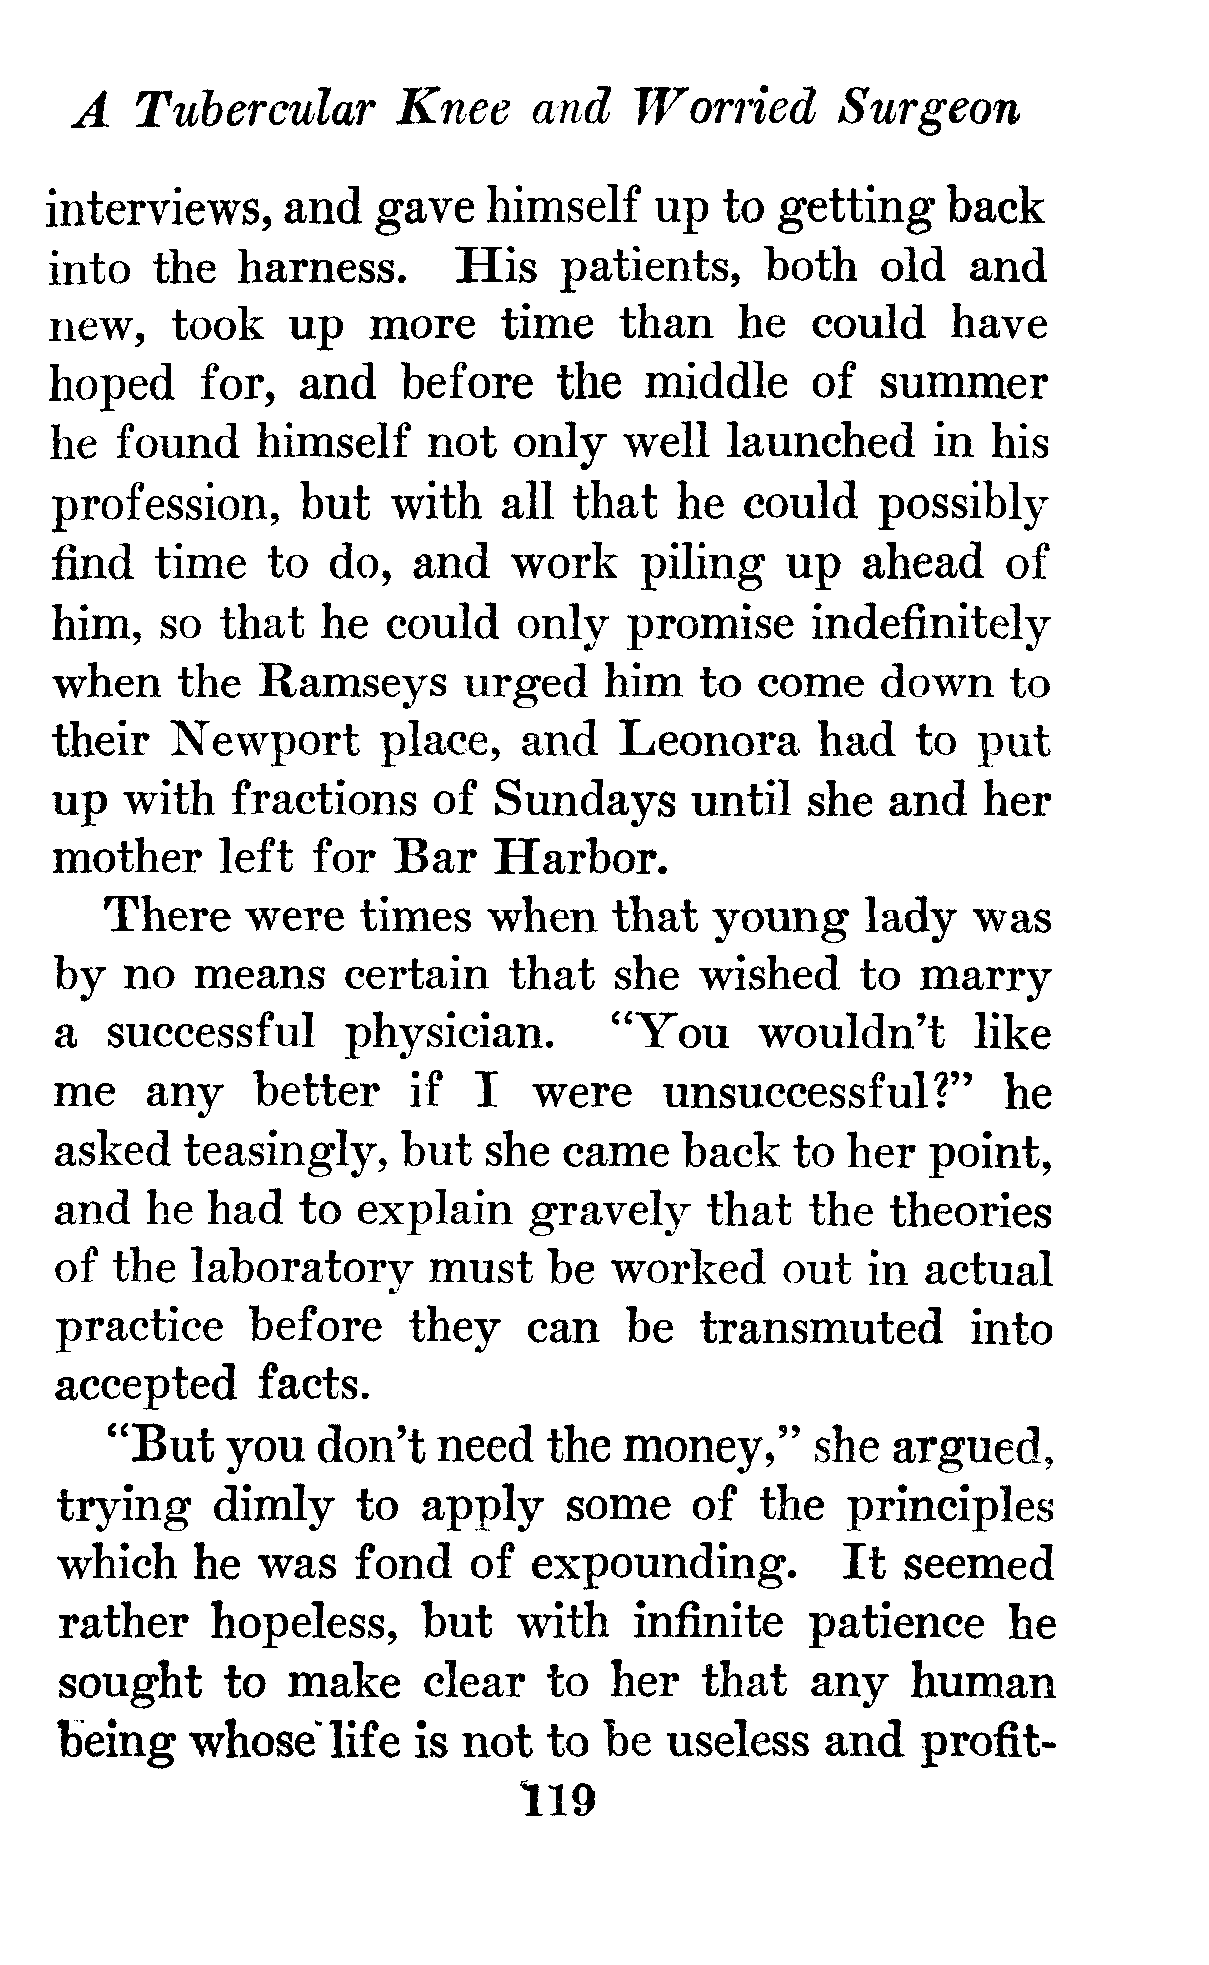 A Tubercular Knee and Worried Surgeon
interviews, and gave himself up to getting back
into the harness. His patients, both old and
new, took up more time than he could have
hoped for, and before the middle of summer
he found himself not only well launched in his
profession, but with all that he could possibly
find time to do, and work piling up ahead of
him, so that he could only promise indefinitely
when the Ramseys urged him to come down to
their Newport place, and Leonora had to put
up with fractions of Sundays until she and her
mother left for Bar Harbor.
There were times when that young lady was
by no means certain that she wished to marry
a successful physician. “You wouldn’t like
me any better if I were unsuccessful?” he
asked teasingly, but she came back to her point,
and he had to explain gravely that the theories
of the laboratory must be worked out in actual
practice before they can be transmuted into
accepted facts.
“But you don’t need the money,” she argued,
trying dimly to apply some of the principles
which he was fond of expounding. It seemed
rather hopeless, but with infinite patience he
sought to make clear to her that any human
being whose life is not to be useless and profit-
119